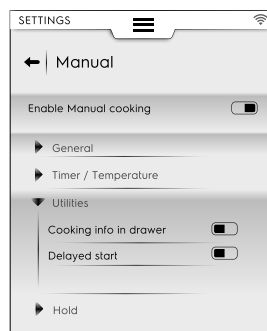 SETTINGS
Manual
Enable Manual cooking
General
Timer / Temperature
Utilities
Cooking info in drawer
Delayed start
Hold